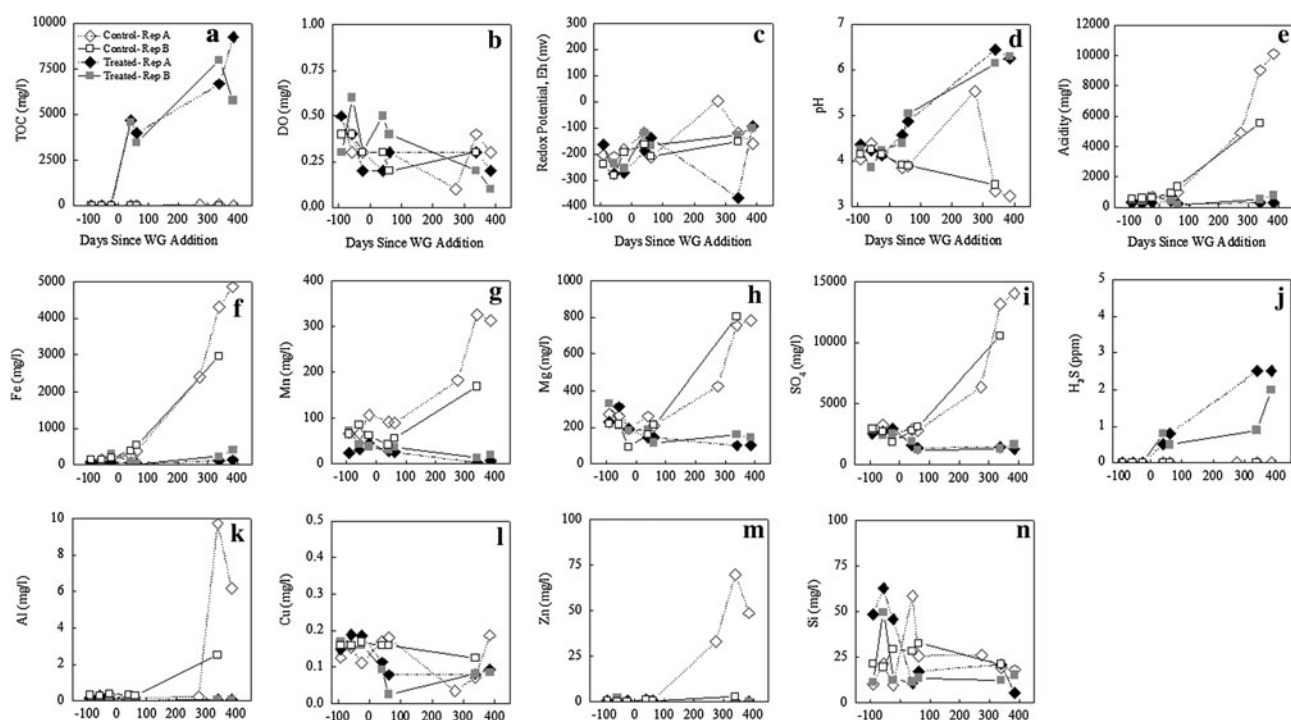 a
Control- Rep A
Control- Rep B
Treated- Rep A
Treated- Rep B
TOC (mg/l)
10000
7500
5000
2500
0
-100 0 100 200 300 400
Days Since WG Addition
b
DO (mg/l)
1.00
0.75
0.50
0.25
0.00
-100 0 100 200 300 400
Days Since WG Addition
c
Redox Potential, Eh (mv)
300
200
100
0
-100
-200
-300
-400
-100 0 100 200 300 400
Days Since WG Addition
d
pH
7
6
5
4
3
-100 0 100 200 300 400
Days Since WG Addition
e
Acidity (mg/l)
12000
10000
8000
6000
4000
2000
0
-100 0 100 200 300 400
Days Since WG Addition
f
Fe (mg/l)
5000
4000
3000
2000
1000
0
-100 0 100 200 300 400
g
Mn (mg/l)
400
300
200
100
0
-100 0 100 200 300 400
h
Mg (mg/l)
1000
800
600
400
200
0
-100 0 100 200 300 400
i
SO₄ (mg/l)
15000
10000
5000
0
-100 0 100 200 300 400
j
H₂S (ppm)
5
4
3
2
1
0
-100 0 100 200 300 400
k
Al (mg/l)
10
8
6
4
2
0
-100 0 100 200 300 400
l
Cu (mg/l)
0.5
0.4
0.3
0.2
0.1
0.0
-100 0 100 200 300 400
m
Zn (mg/l)
100
75
50
25
0
-100 0 100 200 300 400
n
Si (mg/l)
100
75
50
25
0
-100 0 100 200 300 400